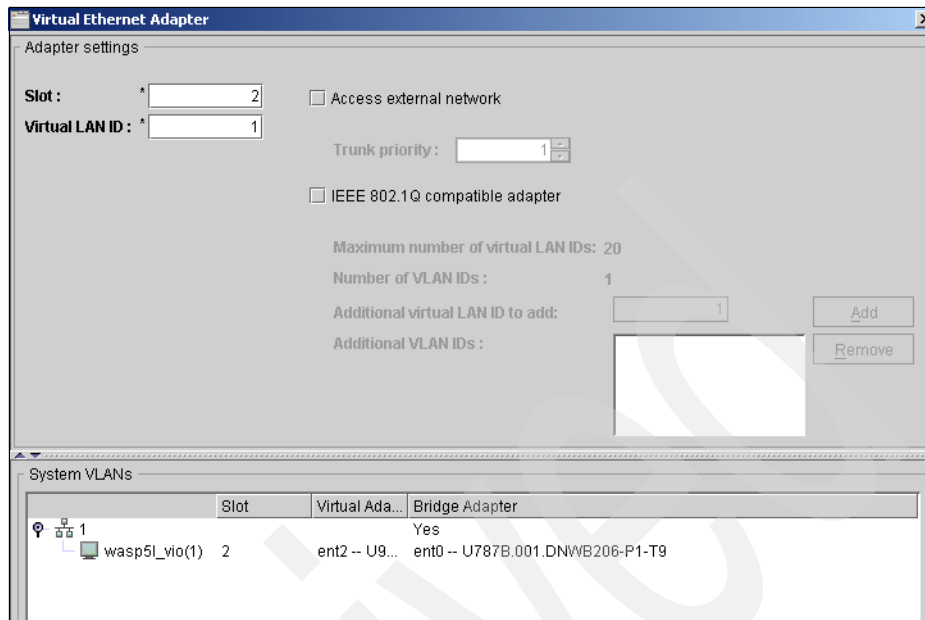 Virtual Ethernet Adapter
Adapter settings
Slot : * 2
Access external network
Virtual LAN ID : * 1
Trunk priority : 1
IEEE 802.1Q compatible adapter
Maximum number of virtual LAN IDs: 20
Number of VLAN IDs : 1
Additional virtual LAN ID to add: 1 Add
Additional VLAN IDs : Remove
System VLANs
Slot Virtual Ada... Bridge Adapter
1 Yes
wasp5l_vio(1) 2 ent2 -- U9... ent0 -- U787B.001.DNWB206-P1-T9